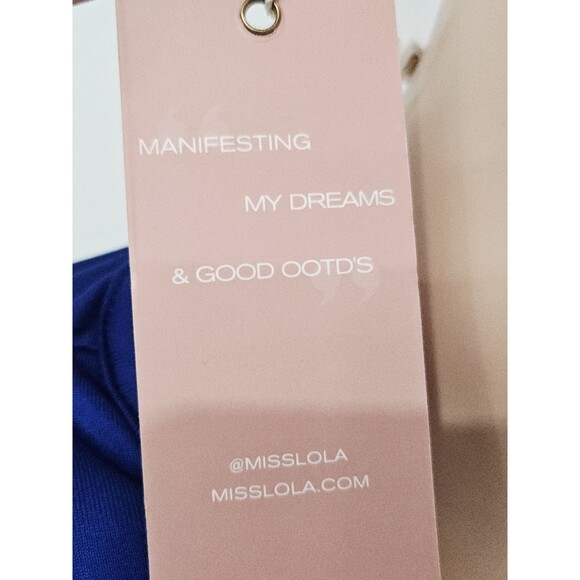 MANIFESTING
MY DREAMS
& GOOD OOTD'S
@MISSLOLA
MISSLOLA.COM